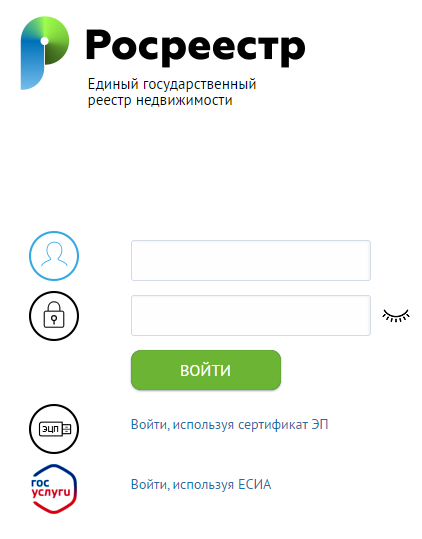 Росреестр
Единый государственный
реестр недвижимости
ВОЙТИ
ЭЦП
Войти, используя сертификат ЭП
гос
услуги
Войти, используя ЕСИА